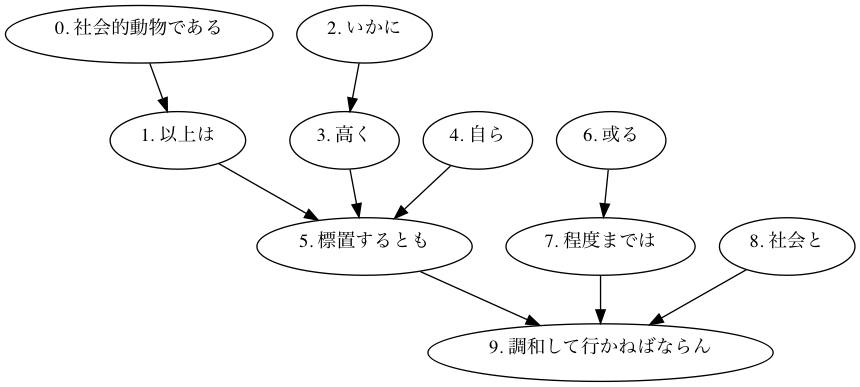 0. 社会的動物である
2. いかに
1. 以上は
3. 高く
4. 自ら
6. 或る
5. 標置するとも
7. 程度までは
8. 社会と
9. 調和して行かねばならん